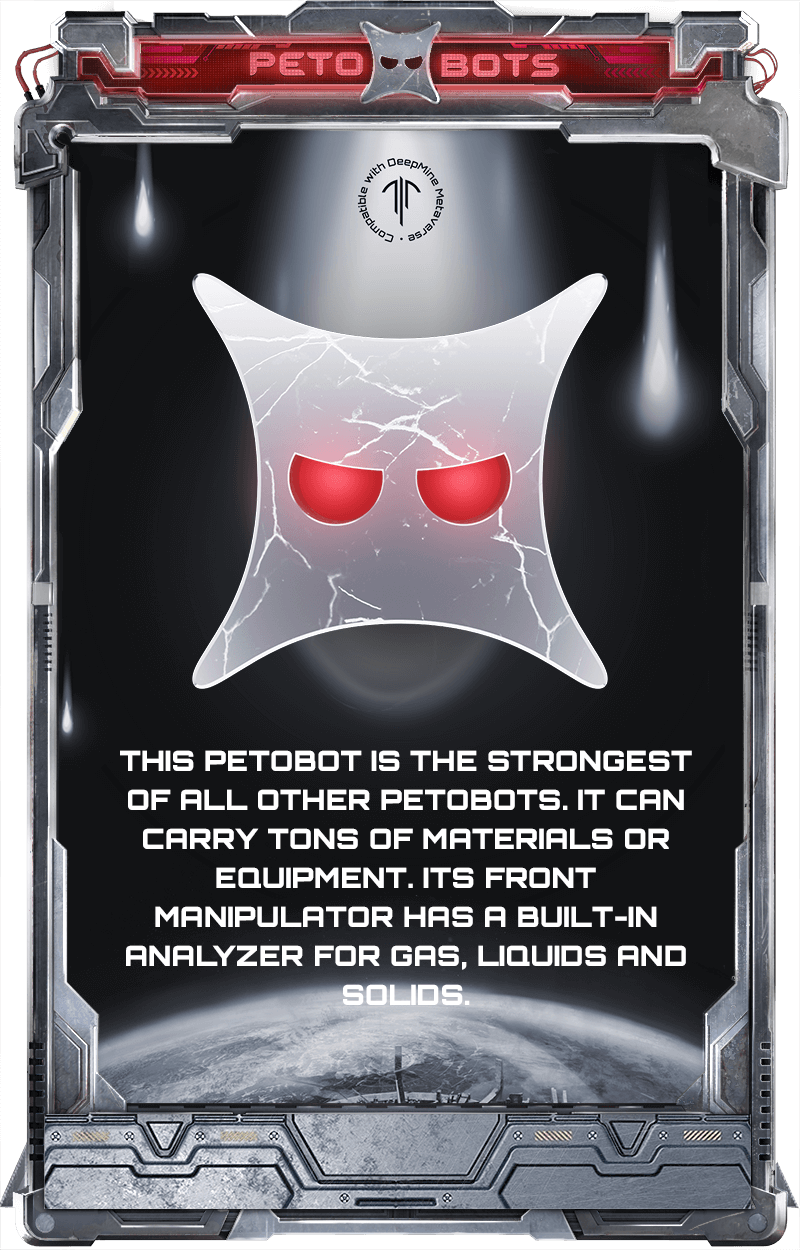 PETO BOTS
Compatible with DeepMine Metaverse •
THIS PETOBOT IS THE STRONGEST
OF ALL OTHER PETOBOTS. IT CAN
CARRY TONS OF MATERIALS OR
EQUIPMENT. ITS FRONT
MANIPULATOR HAS A BUILT-IN
ANALYZER FOR GAS, LIQUIDS AND
SOLIDS.